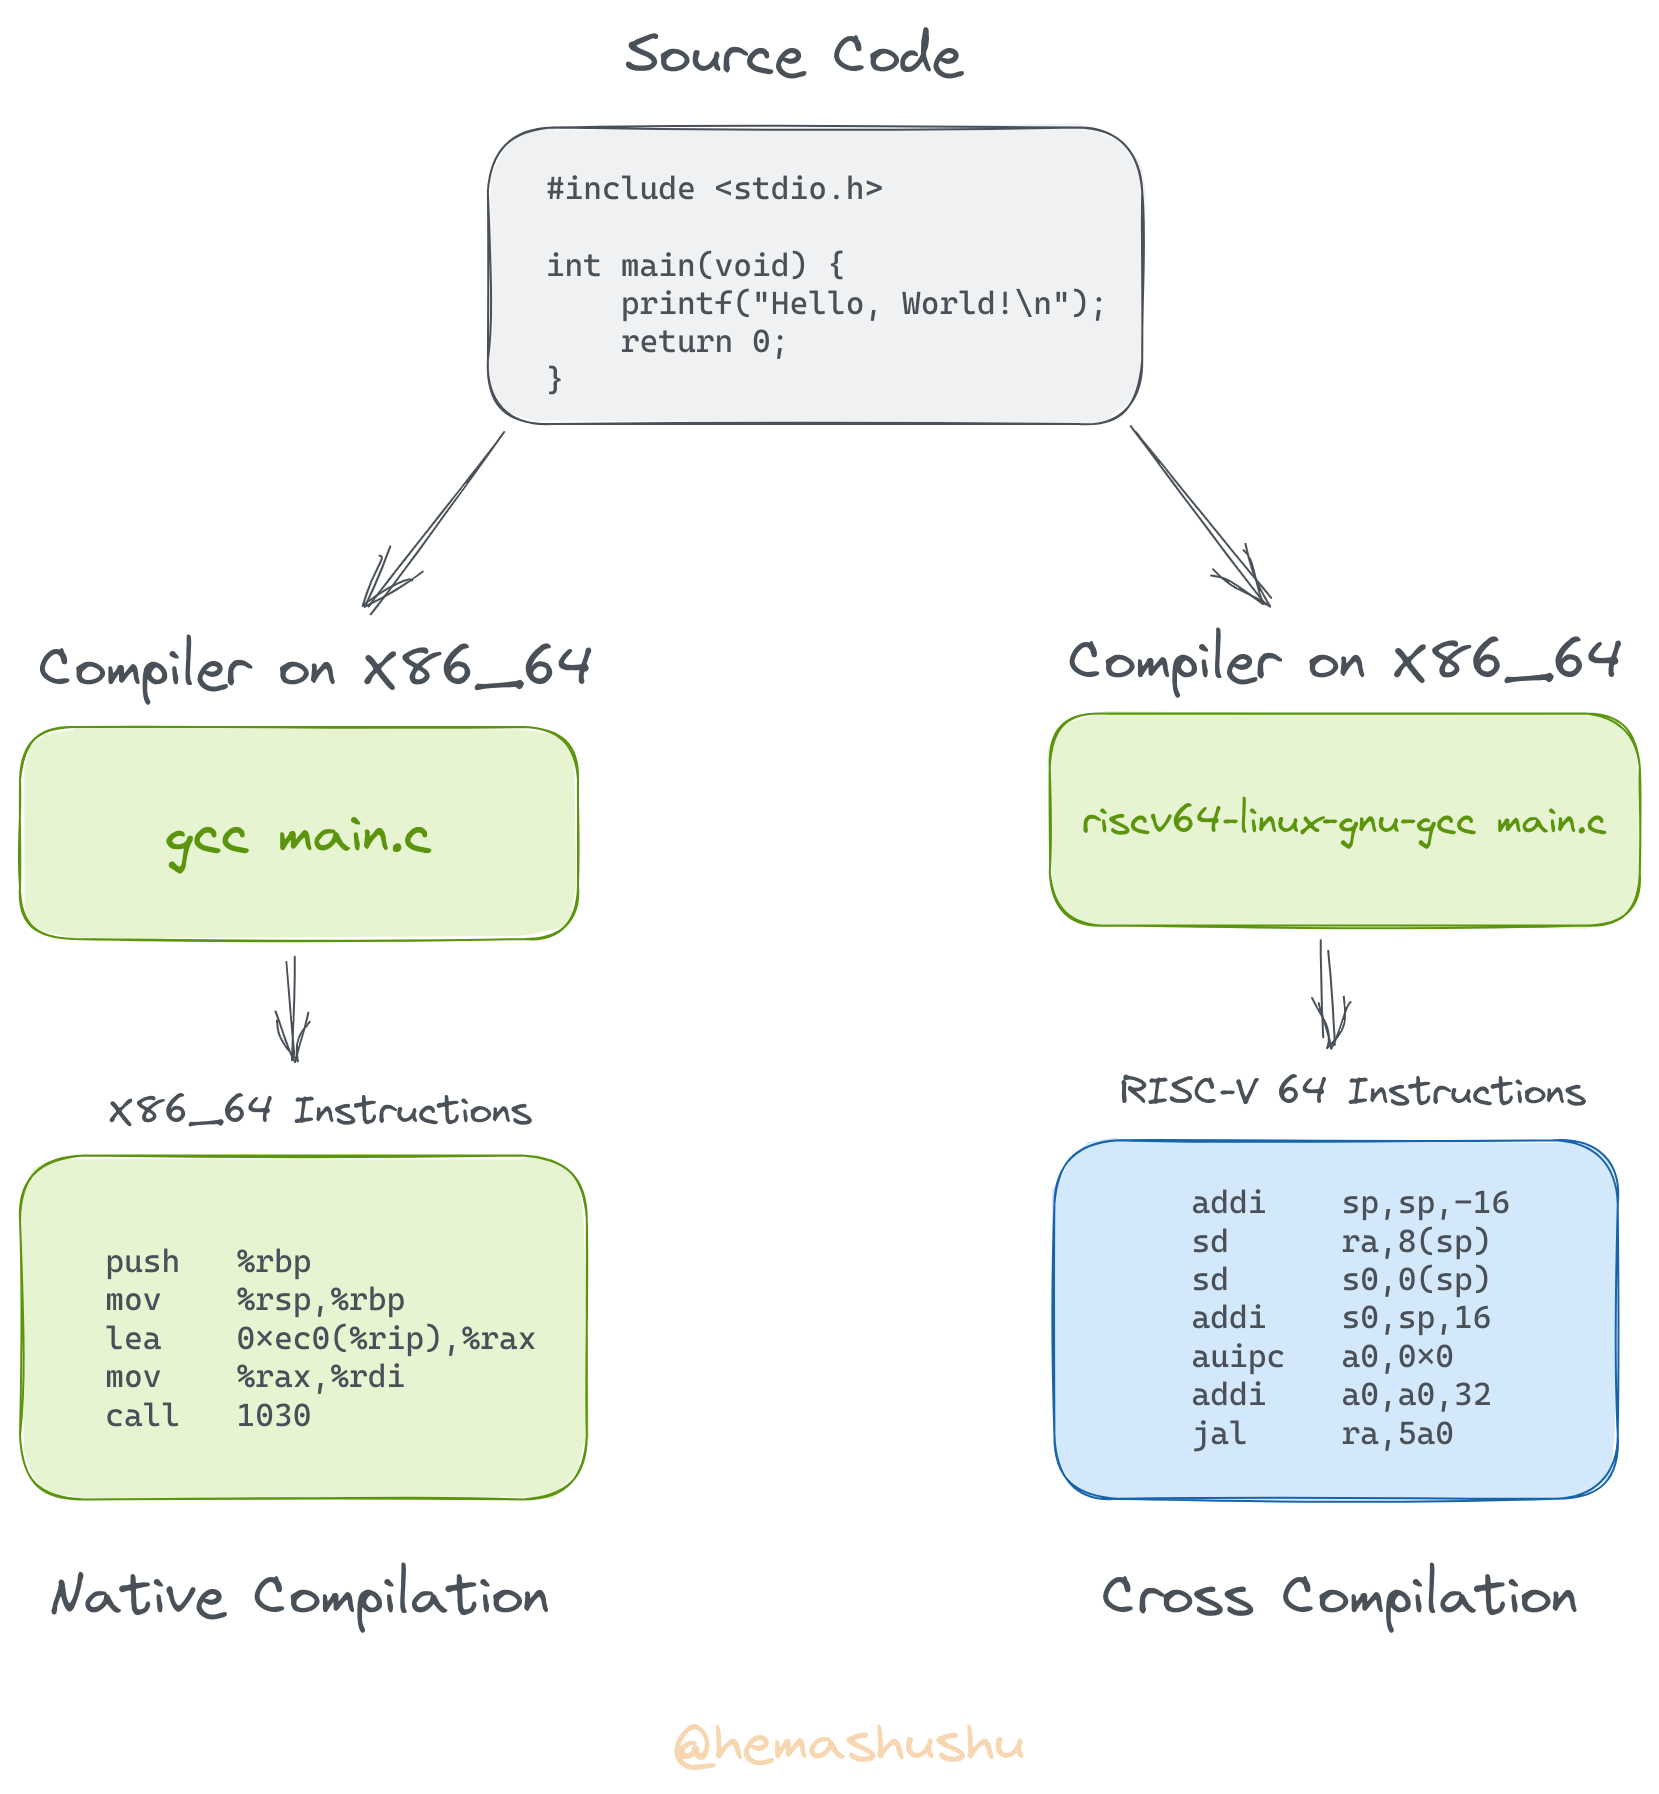 Source Code
#include <stdio.h>
int main(void) {
    printf("Hello, World!\n");
    return 0;
}
Compiler on X86_64
gcc main.c
X86_64 Instructions
push   %rbp
mov    %rsp,%rbp
lea    0×ec0(%rip),%rax
mov    %rax,%rdi
call   1030
Native Compilation
Compiler on X86_64
riscv64-linux-gnu-gcc main.c
RISC-V 64 Instructions
addi    sp,sp,-16
sd      ra,8(sp)
sd      s0,0(sp)
addi    s0,sp,16
auipc   a0,0×0
addi    a0,a0,32
jal     ra,5a0
Cross Compilation
@hemashushu